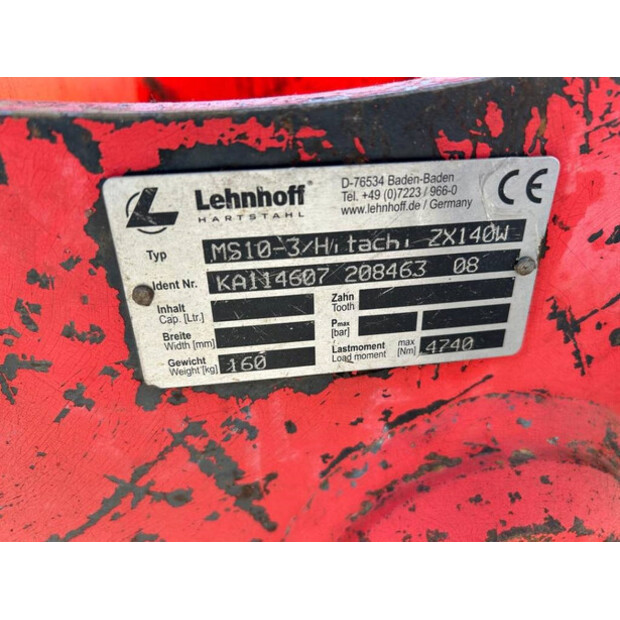 Lehnhoff®
HARTSTAHL
D-76534 Baden-Baden
Tel. +49 (0)7223 / 966-0
www.lehnhoff.de / Germany
CE
Typ MS10-3/Hitachi ZX140W
Ident Nr. KA114607 208463 08
Inhalt
Cap. [Ltr.]
Zahn
Tooth
Breite
Width [mm]
Pmax
[bar]
Gewicht
Weight [kg] 160
Lastmoment max
Load moment [Nm] 4740